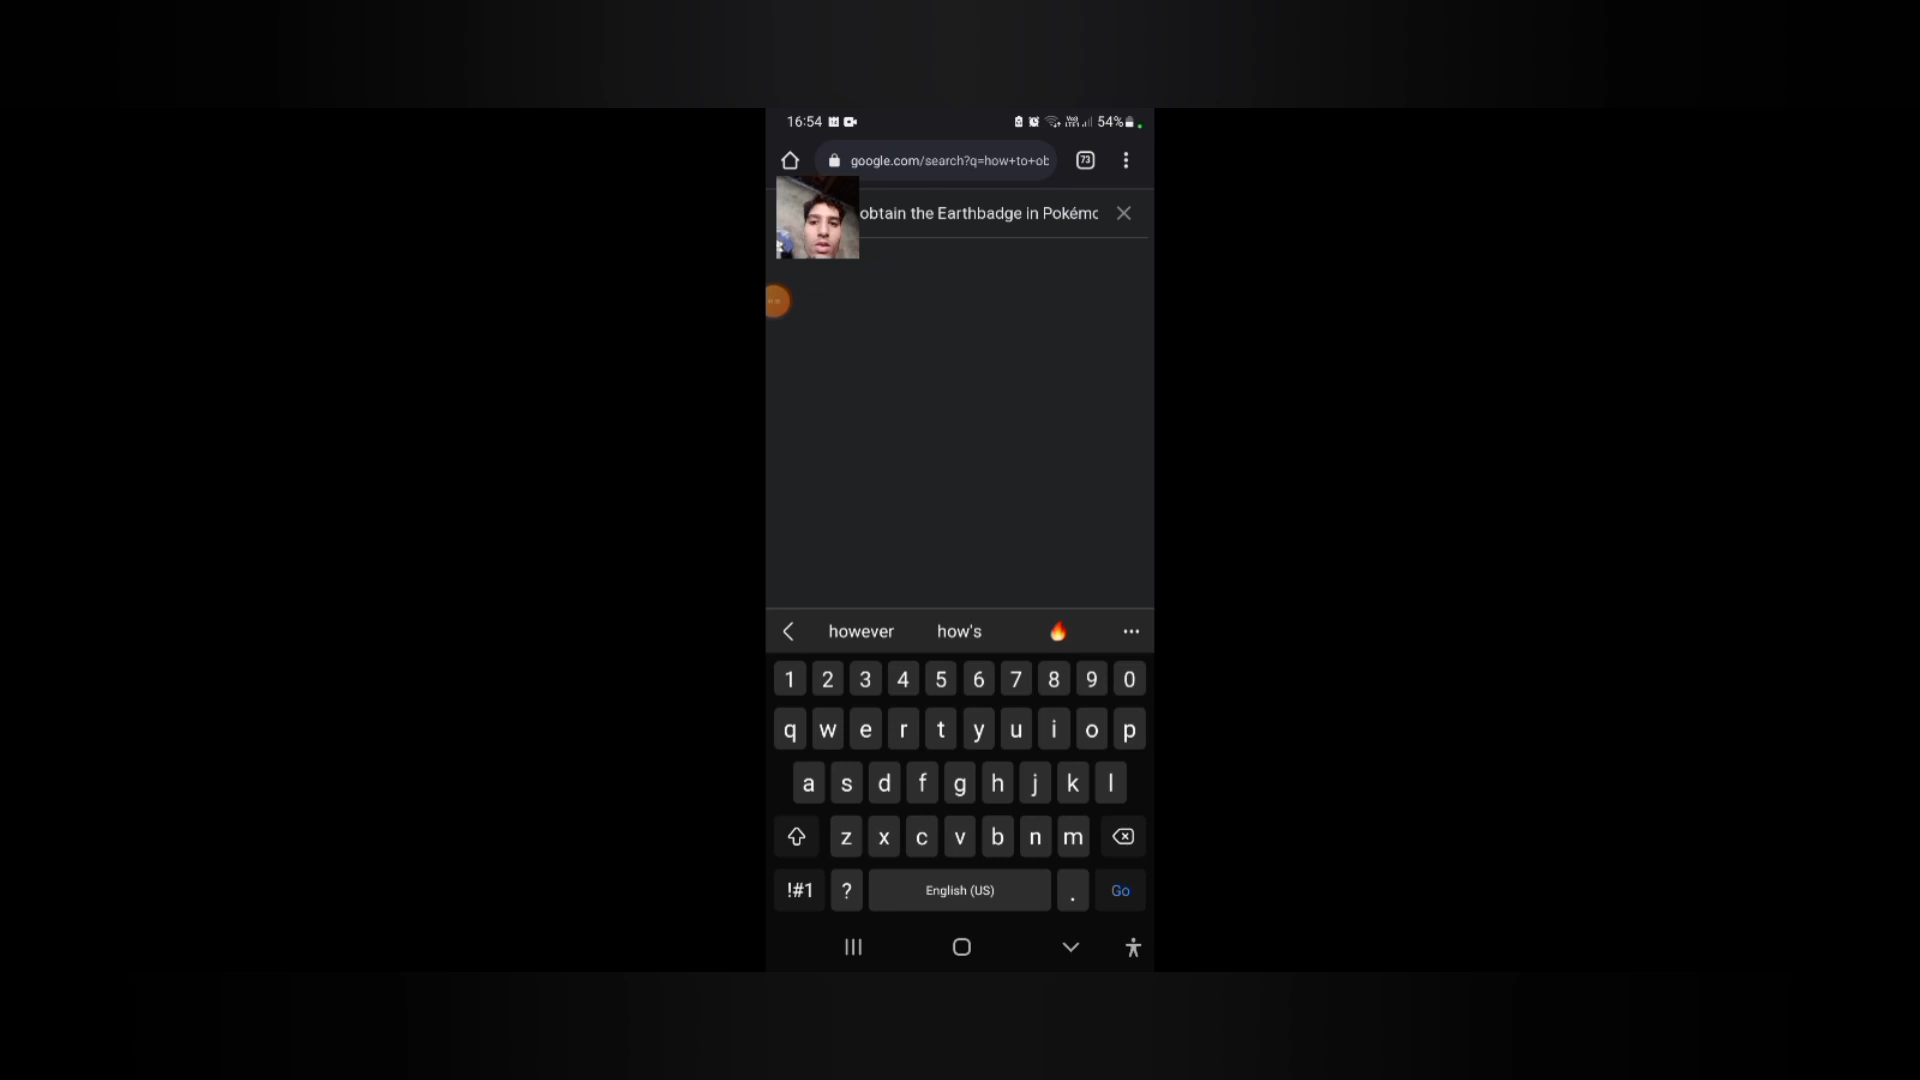 16:54 54%
google.com/search?q=how+to+ob 73
obtain the Earthbadge in Pokémo
however how's
1 2 3 4 5 6 7 8 9 0
q w e r t y u i o p
a s d f g h j k l
z x c v b n m
!#1 ? English (US) . Go